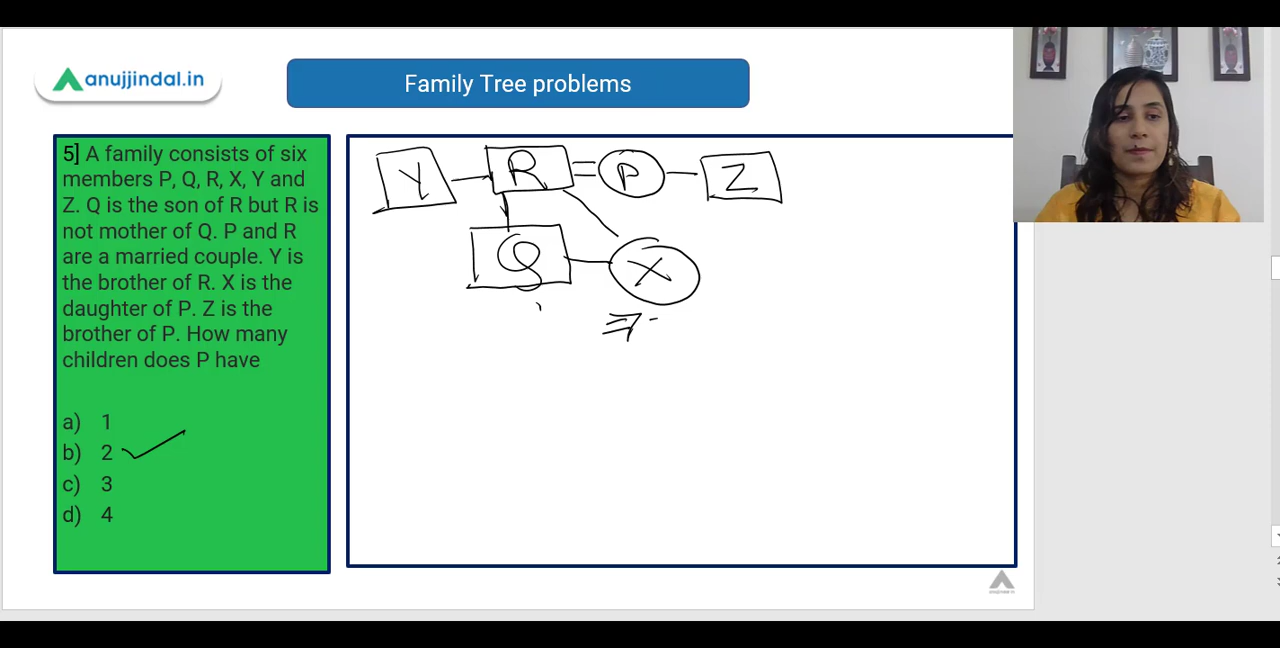 anujjindal.in
Family Tree problems
5] A family consists of six
members P, Q, R, X, Y and
Z. Q is the son of R but R is
not mother of Q. P and R
are a married couple. Y is
the brother of R. X is the
daughter of P. Z is the
brother of P. How many
children does P have
a) 1
b) 2
c) 3
d) 4
Y R = P Z
Q X